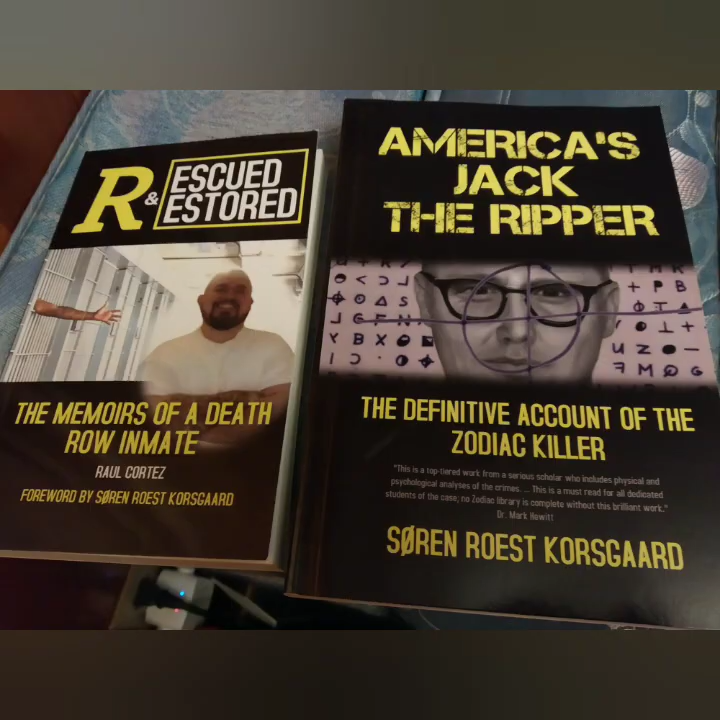 R & ESCUED
ESTORED
THE MEMOIRS OF A DEATH
ROW INMATE
RAUL CORTEZ
FOREWORD BY SØREN ROEST KORSGAARD
AMERICA'S
JACK
THE RIPPER
THE DEFINITIVE ACCOUNT OF THE
ZODIAC KILLER
"This is a top-tiered work from a serious scholar who includes physical and
psychological analyses of the crimes. ... This is a must read for all dedicated
students of the case; no Zodiac library is complete without this brilliant work."
Dr. Mark Hewitt
SØREN ROEST KORSGAARD